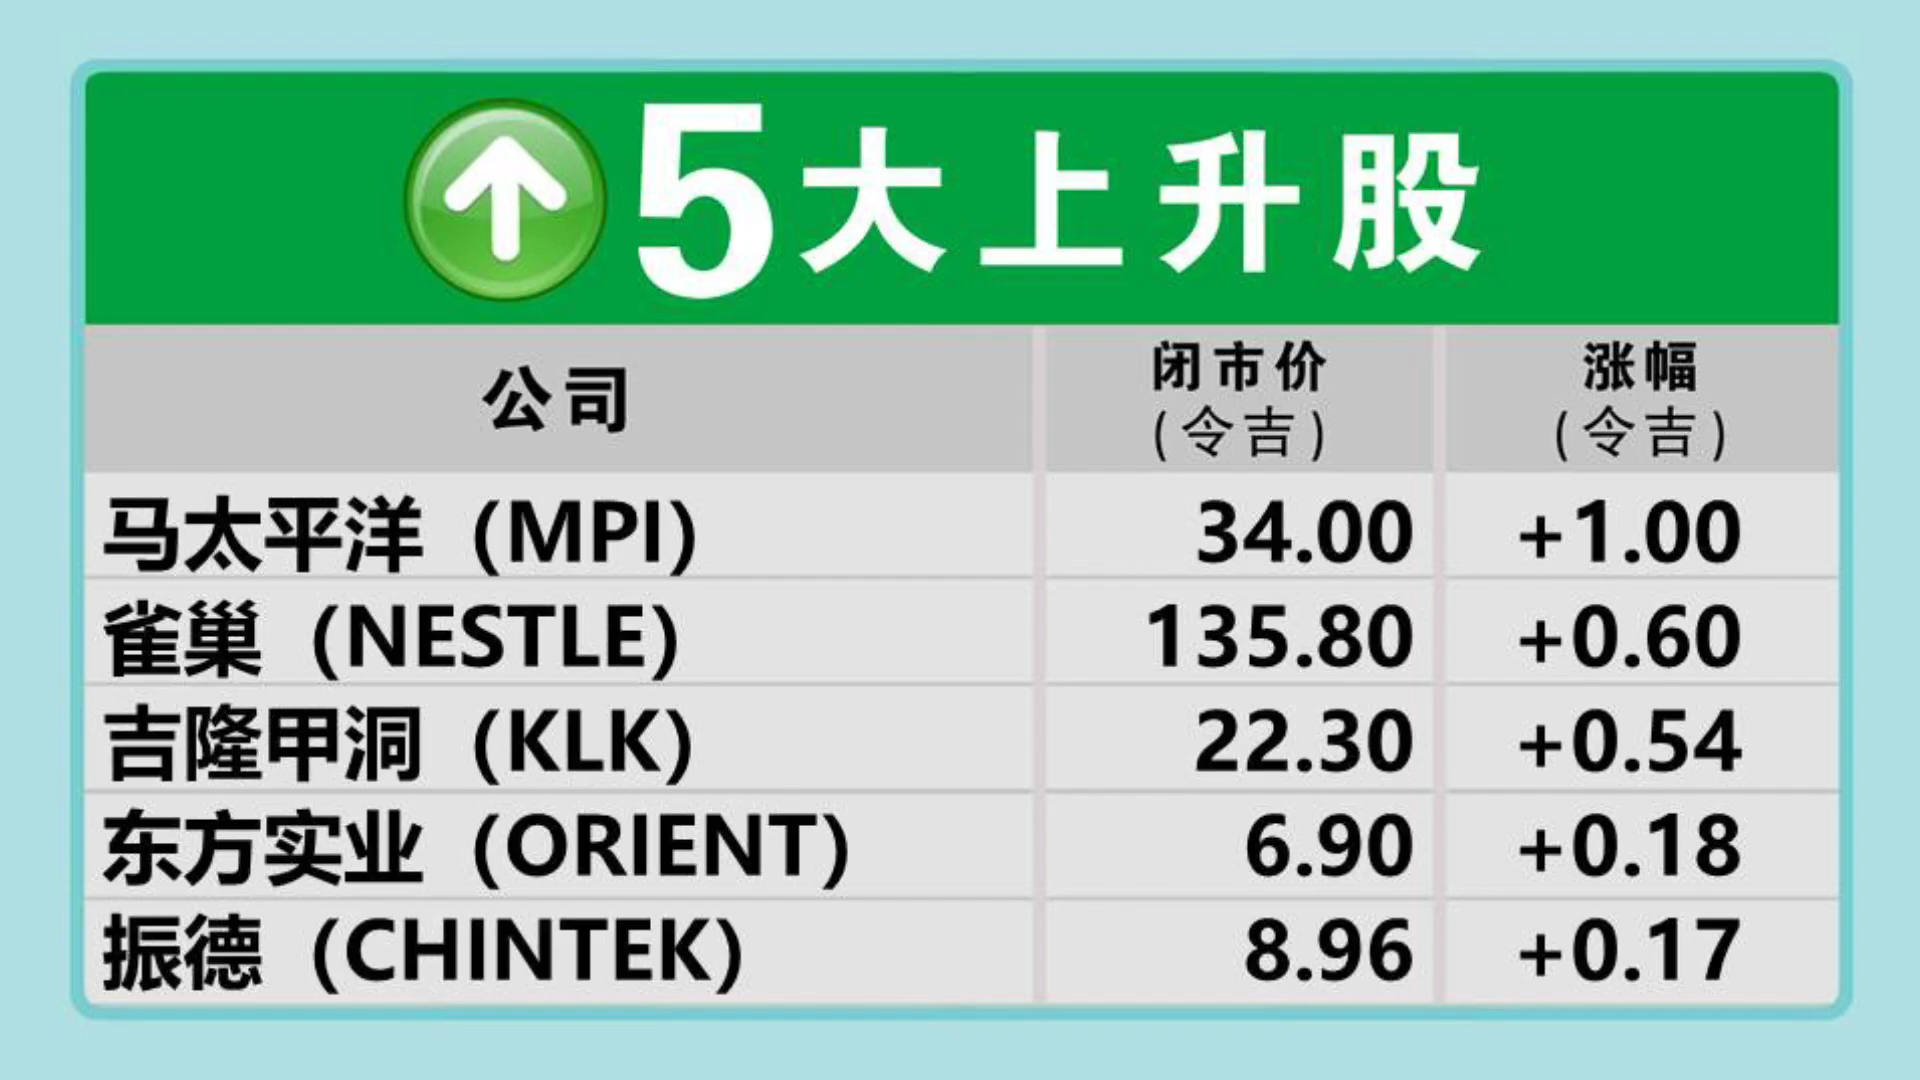 5大上升股
公司 闭市价 (令吉) 涨幅 (令吉)
马太平洋（MPI） 34.00 +1.00
雀巢（NESTLE） 135.80 +0.60
吉隆甲洞（KLK） 22.30 +0.54
东方实业（ORIENT） 6.90 +0.18
振德（CHINTEK） 8.96 +0.17